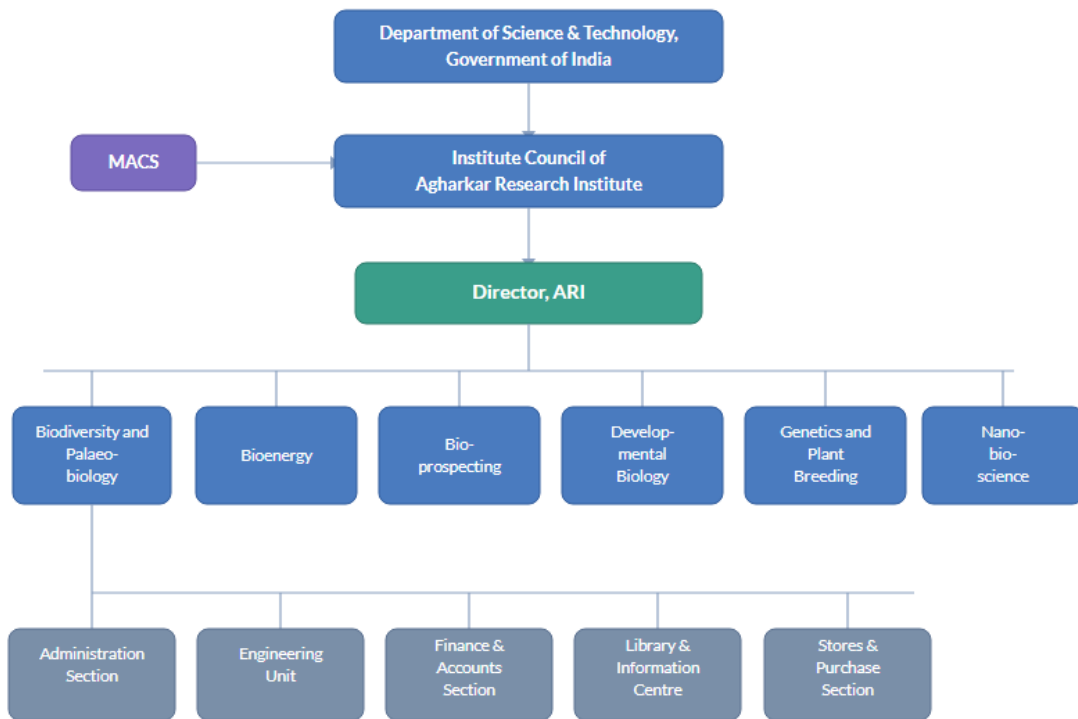 Department of Science & Technology,
Government of India
MACS
Institute Council of
Agharkar Research Institute
Director, ARI
Biodiversity and
Palaeo-
biology
Bioenergy
Bio-
prospecting
Develop-
mental
Biology
Genetics and
Plant
Breeding
Nano-
bio-
science
Administration
Section
Engineering
Unit
Finance &
Accounts
Section
Library &
Information
Centre
Stores &
Purchase
Section